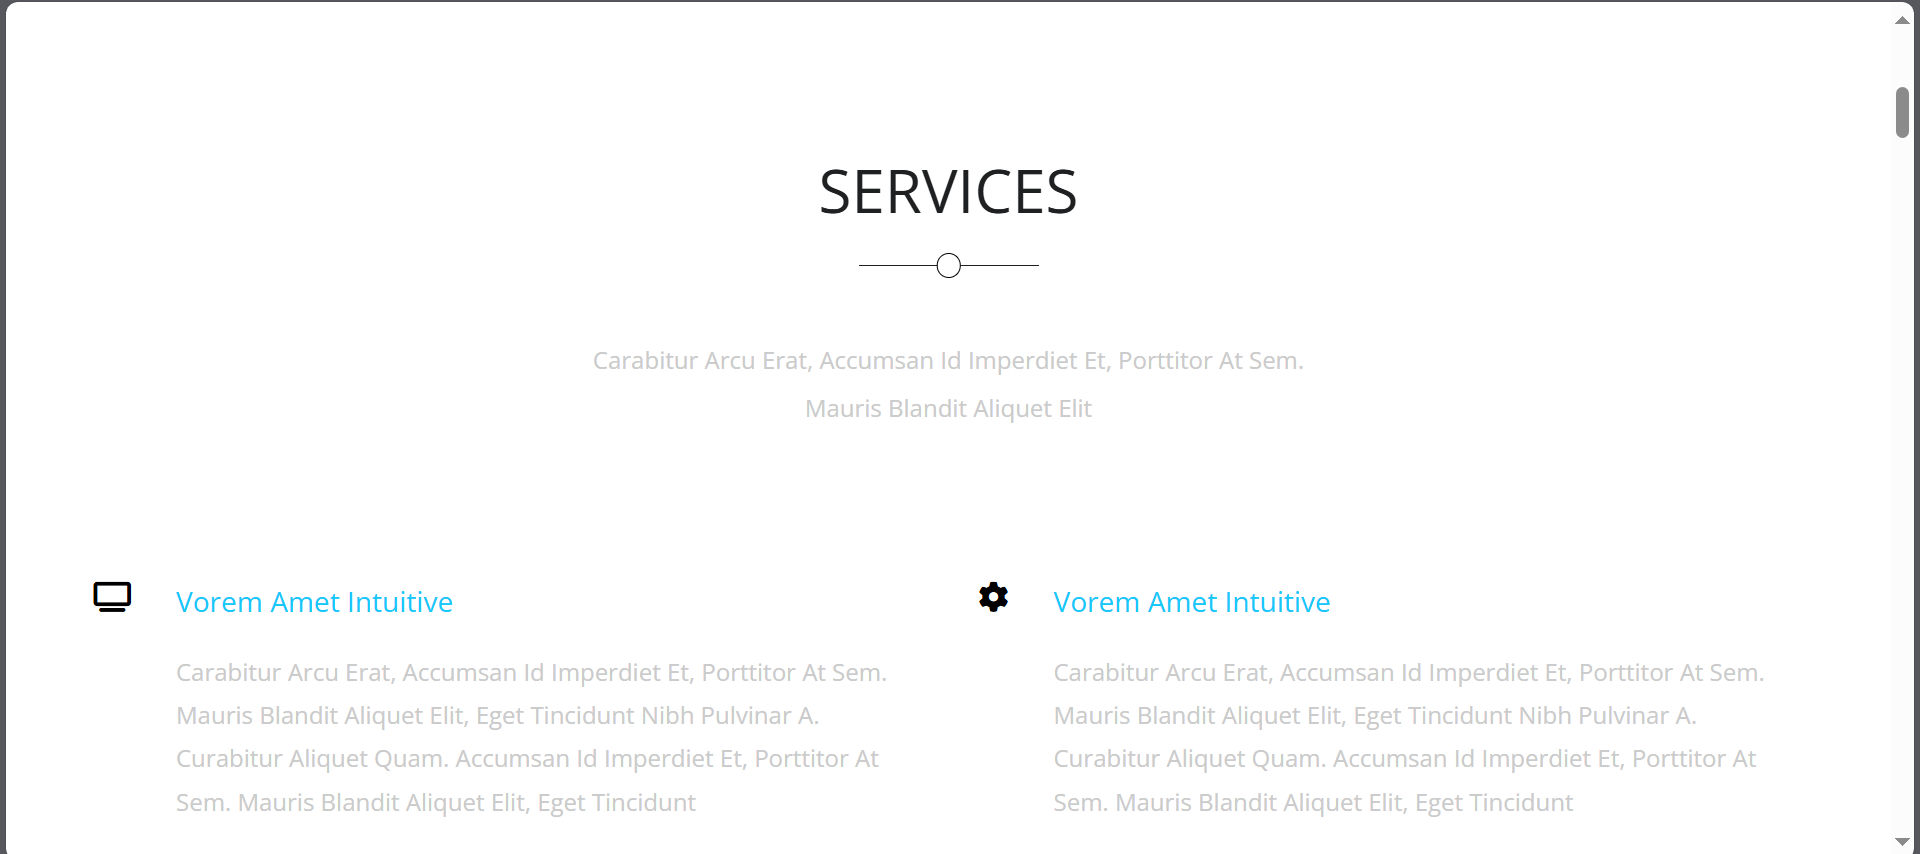 SERVICES
Carabitur Arcu Erat, Accumsan Id Imperdiet Et, Porttitor At Sem.
Mauris Blandit Aliquet Elit
Vorem Amet Intuitive
Carabitur Arcu Erat, Accumsan Id Imperdiet Et, Porttitor At Sem.
Mauris Blandit Aliquet Elit, Eget Tincidunt Nibh Pulvinar A.
Curabitur Aliquet Quam. Accumsan Id Imperdiet Et, Porttitor At
Sem. Mauris Blandit Aliquet Elit, Eget Tincidunt
Vorem Amet Intuitive
Carabitur Arcu Erat, Accumsan Id Imperdiet Et, Porttitor At Sem.
Mauris Blandit Aliquet Elit, Eget Tincidunt Nibh Pulvinar A.
Curabitur Aliquet Quam. Accumsan Id Imperdiet Et, Porttitor At
Sem. Mauris Blandit Aliquet Elit, Eget Tincidunt